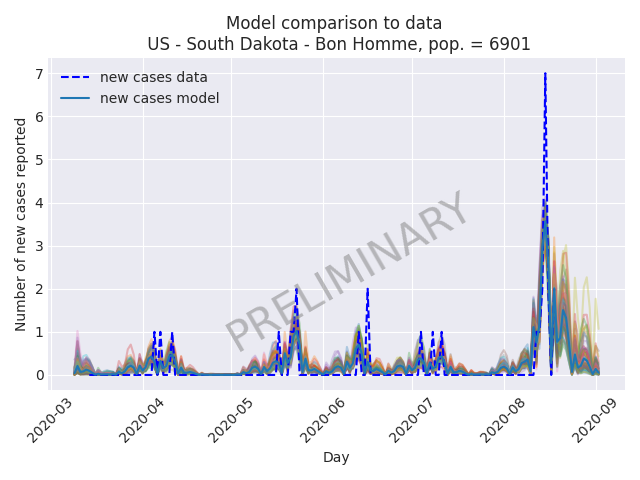 Model comparison to data
US - South Dakota - Bon Homme, pop. = 6901
new cases data
new cases model
Number of new cases reported
7
6
5
4
3
2
1
0
PRELIMINARY
2020-03
2020-04
2020-05
2020-06
2020-07
2020-08
2020-09
Day